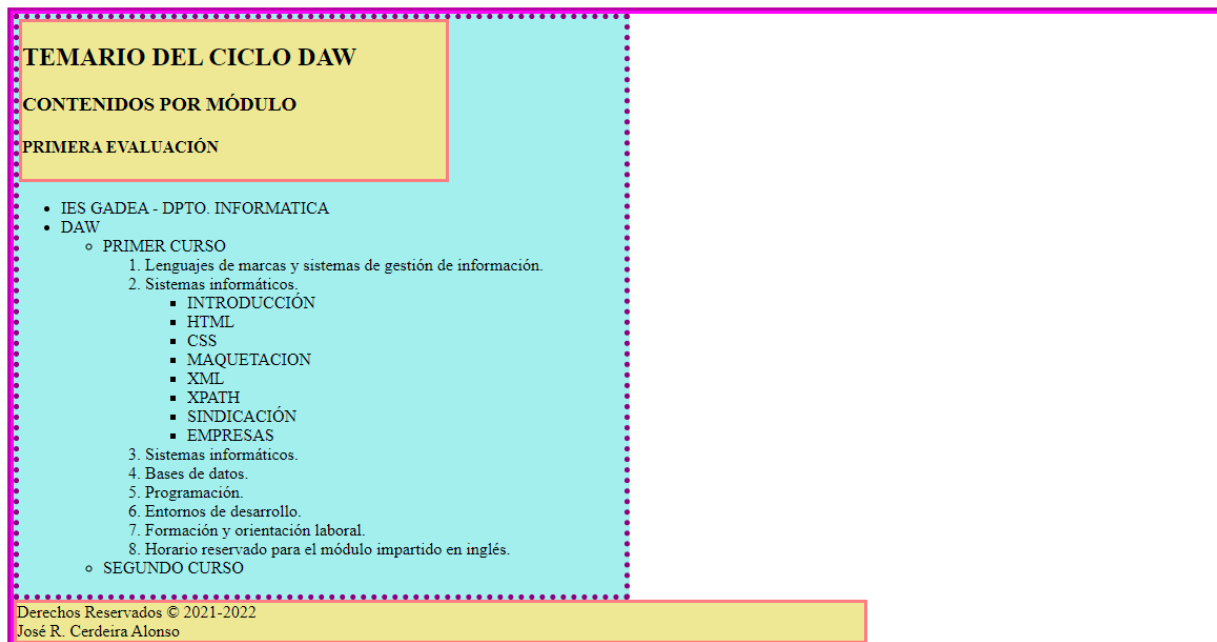 TEMARIO DEL CICLO DAW
CONTENIDOS POR MÓDULO
PRIMERA EVALUACIÓN
IES GADEA - DPTO. INFORMATICA
DAW
PRIMER CURSO
1. Lenguajes de marcas y sistemas de gestión de información.
2. Sistemas informáticos.
INTRODUCCIÓN
HTML
CSS
MAQUETACION
XML
XPATH
SINDICACIÓN
EMPRESAS
3. Sistemas informáticos.
4. Bases de datos.
5. Programación.
6. Entornos de desarrollo.
7. Formación y orientación laboral.
8. Horario reservado para el módulo impartido en inglés.
SEGUNDO CURSO
Derechos Reservados © 2021-2022
José R. Cerdeira Alonso